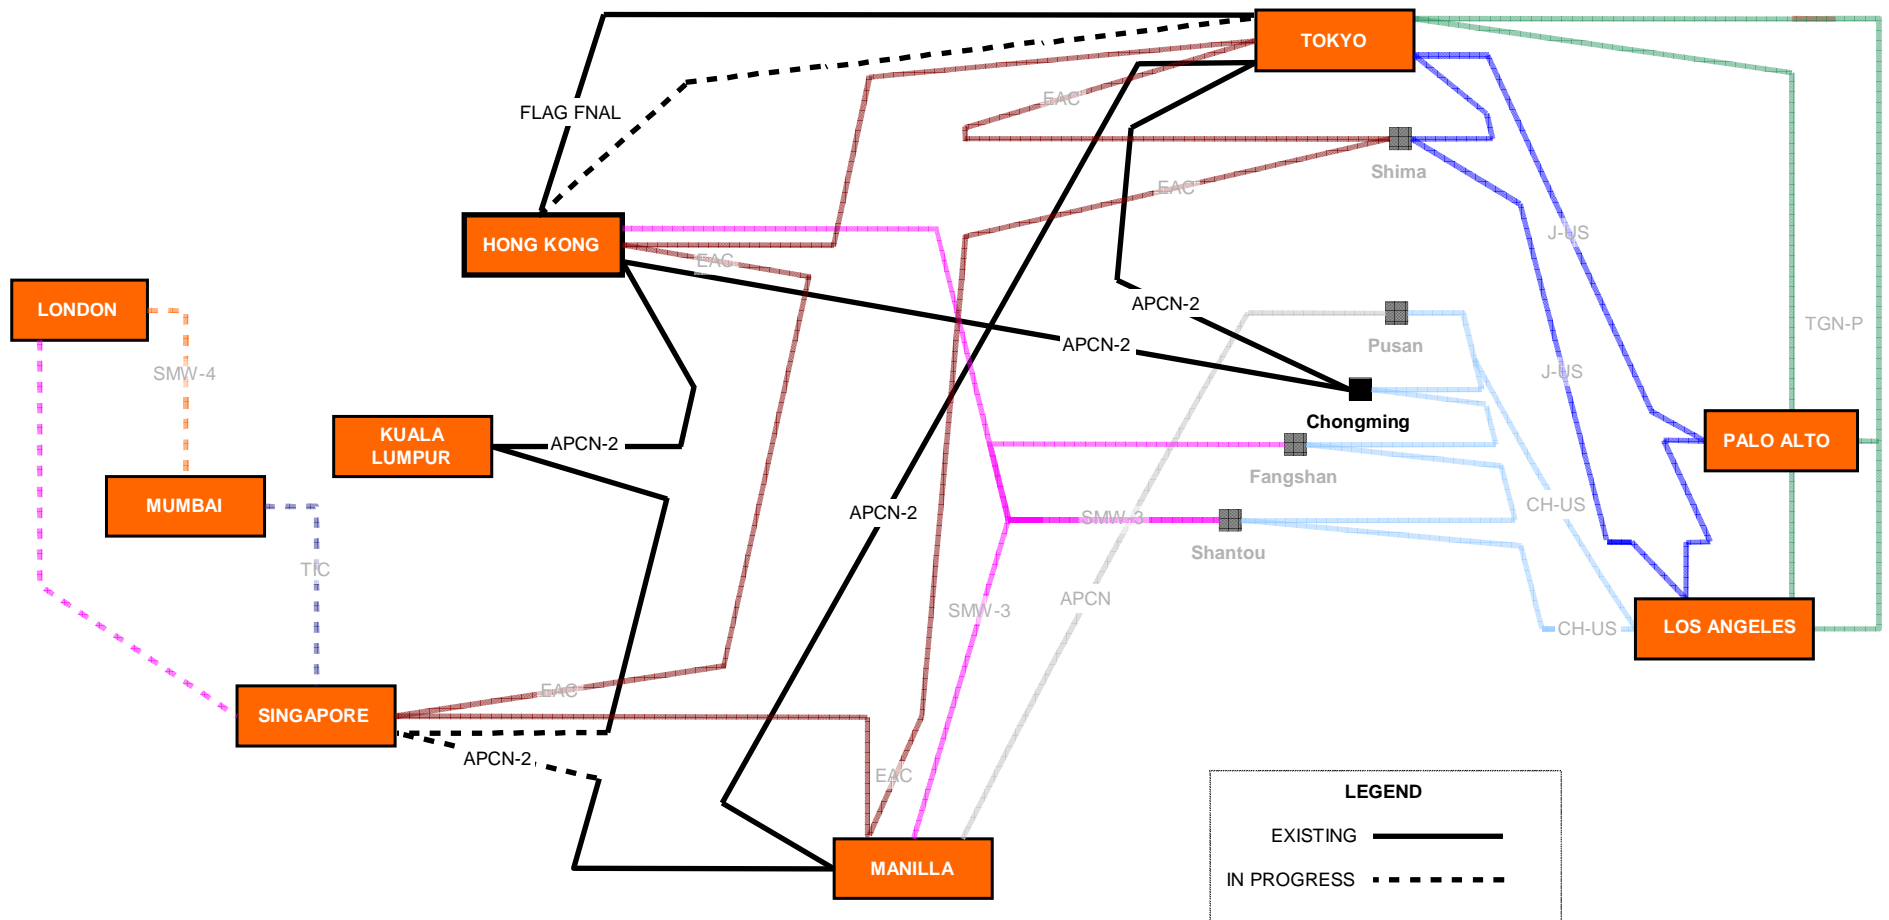 TOKYO
FLAG FNAL
EAC
Shima
EAC
HONG KONG
EAC
J-US
LONDON
APCN-2
TGN-P
APCN-2
Pusan
SMW-4
J-US
Chongming
KUALA
LUMPUR
APCN-2
PALO ALTO
Fangshan
MUMBAI
APCN-2
SMW-3
CH-US
Shantou
TIC
APCN
SMW-3
CH-US
LOS ANGELES
EAC
SINGAPORE
APCN-2
EAC
LEGEND
EXISTING
MANILLA
IN PROGRESS